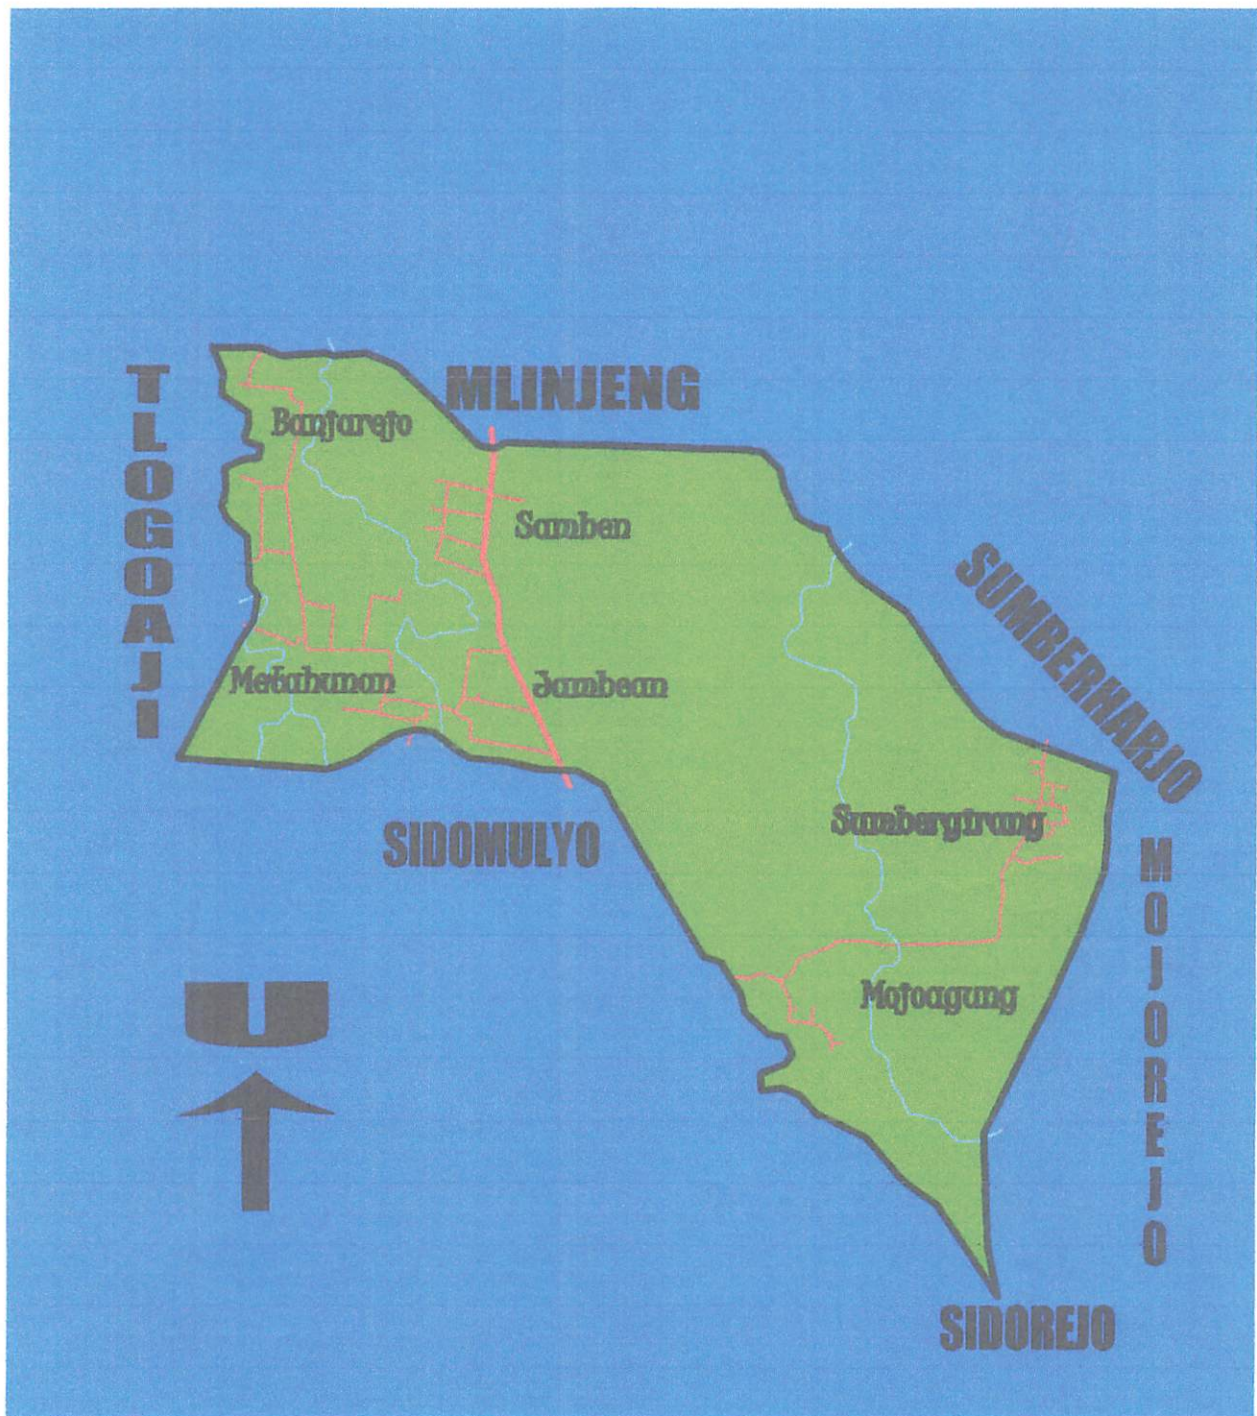 MLINJENG
TLOGOAJI
Banjarejo
Samben
SUMBERHARJO
Metahunan
Jambean
Sumbergirang
SIDOMULYO
MOJOREJO
U
Mojoagung
SIDOREJO